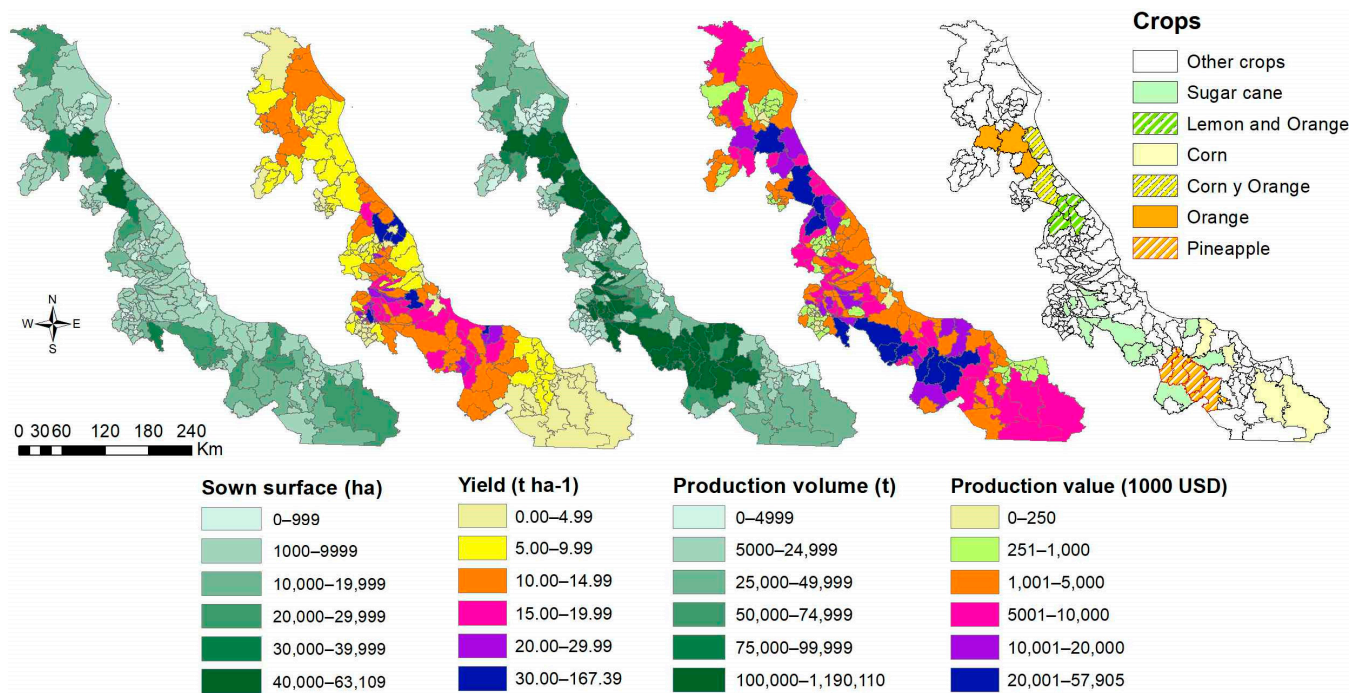 Crops
Other crops
Sugar cane
Lemon and Orange
Corn
Corn y Orange
Orange
Pineapple
N
W E
S
0 30 60 120 180 240
Km
Sown surface (ha)
0–999
1000–9999
10,000–19,999
20,000–29,999
30,000–39,999
40,000–63,109
Yield (t ha-1)
0.00–4.99
5.00–9.99
10.00–14.99
15.00–19.99
20.00–29.99
30.00–167.39
Production volume (t)
0–4999
5000–24,999
25,000–49,999
50,000–74,999
75,000–99,999
100,000–1,190,110
Production value (1000 USD)
0–250
251–1,000
1,001–5,000
5001–10,000
10,001–20,000
20,001–57,905